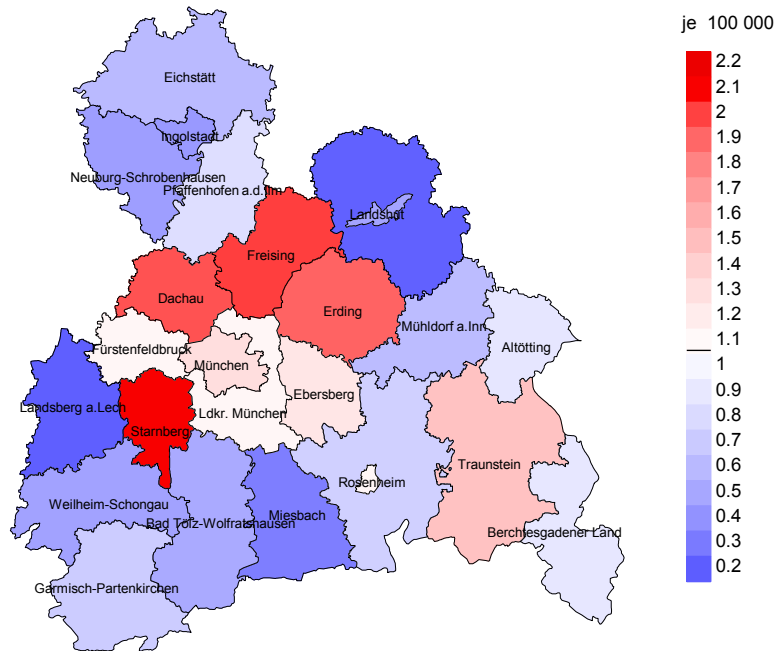 je 100 000
2.2
2.1
2
1.9
1.8
1.7
1.6
1.5
1.4
1.3
1.2
1.1
1
0.9
0.8
0.7
0.6
0.5
0.4
0.3
0.2
Eichstätt
Ingolstadt
Neuburg-Schrobenhausen
Pfaffenhofen a.d.Ilm
Landshut
Freising
Dachau
Erding
Mühldorf a.Inn
Altötting
Fürstenfeldbruck
München
Ebersberg
Landsberg a.Lech
Ldkr. München
Starnberg
Traunstein
Rosenheim
Weilheim-Schongau
Miesbach
Bad Tölz-Wolfratshausen
Berchtesgadener Land
Garmisch-Partenkirchen